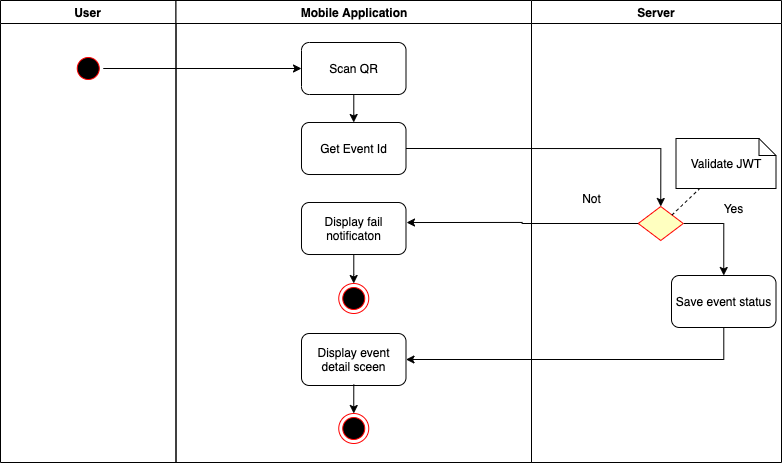 User
Mobile Application
Server
Scan QR
Get Event Id
Validate JWT
Not
Yes
Display fail
notificaton
Save event status
Display event
detail sceen